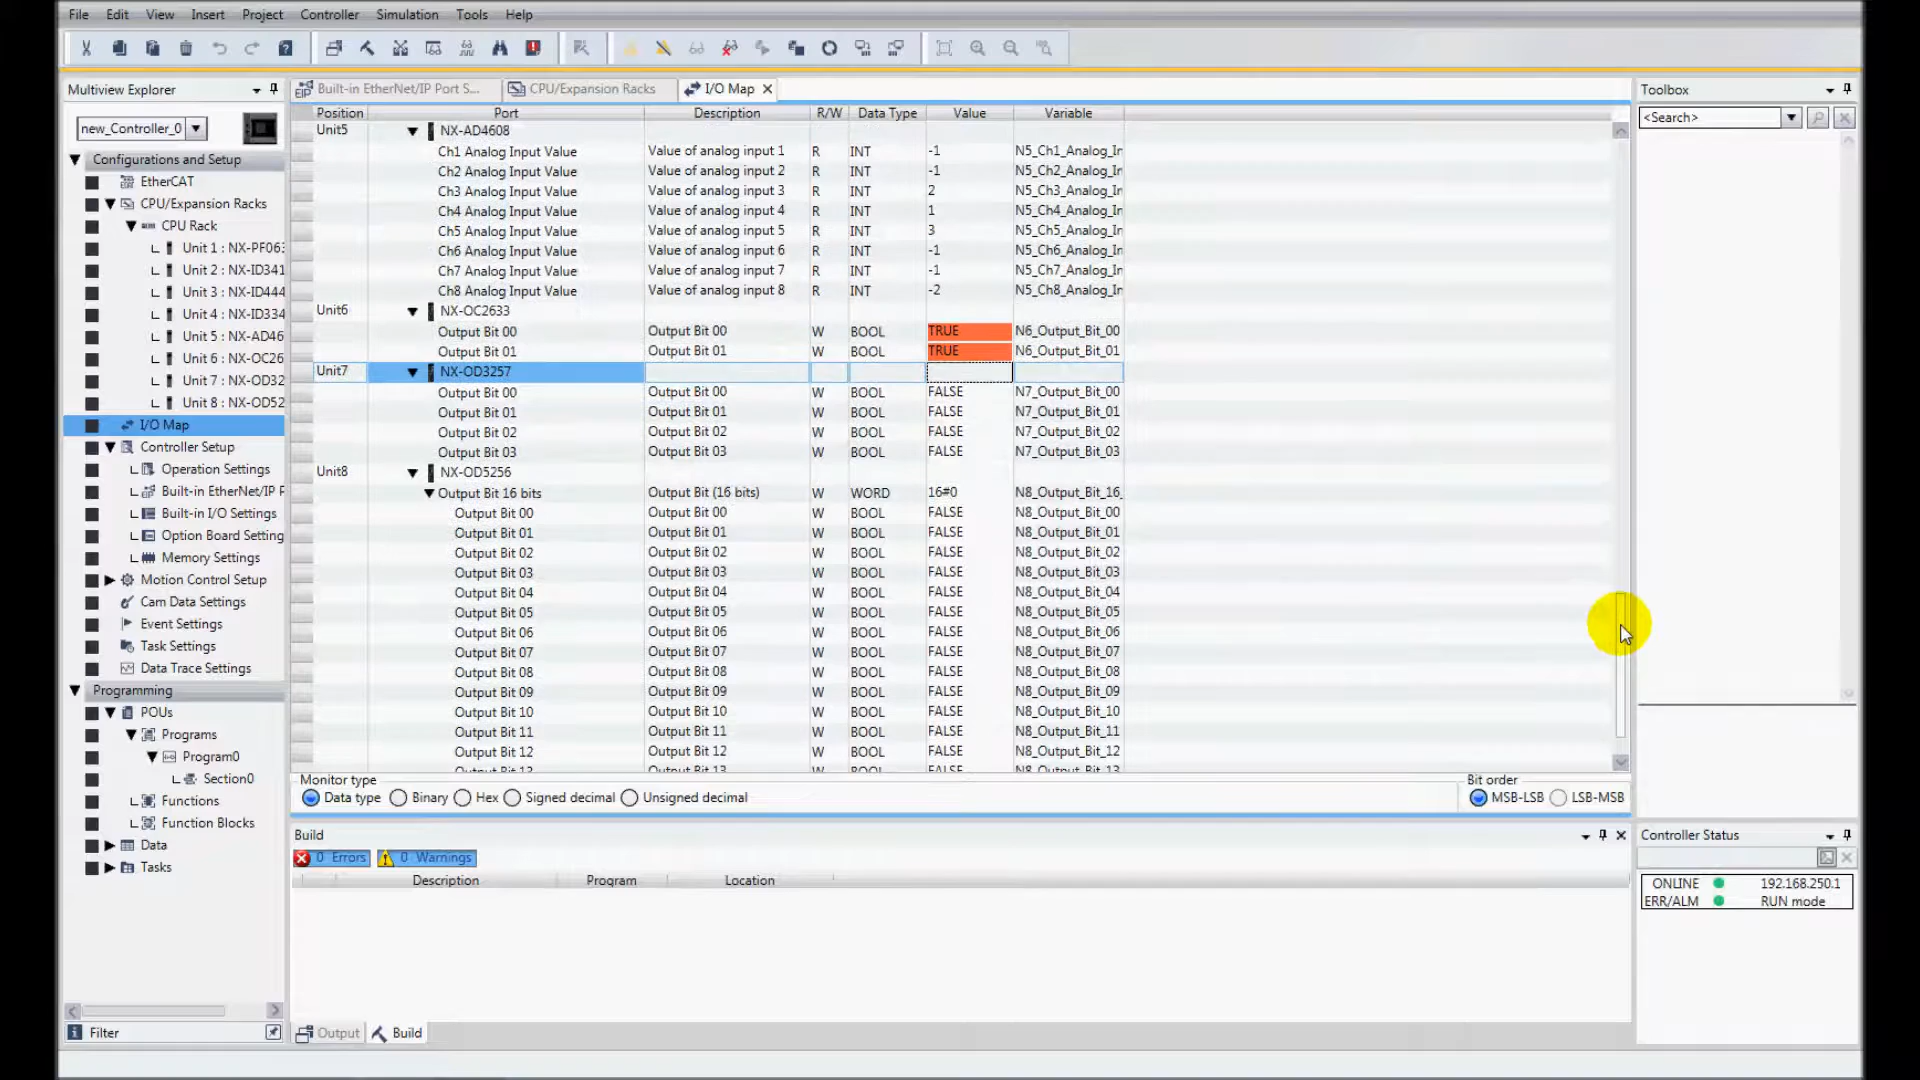 File Edit View Insert Project Controller Simulation Tools Help
Multiview Explorer
new_Controller_0
Configurations and Setup
EtherCAT
CPU/Expansion Racks
CPU Rack
Unit 1 : NX-PF063
Unit 2 : NX-ID341
Unit 3 : NX-ID444
Unit 4 : NX-ID334
Unit 5 : NX-AD46
Unit 6 : NX-OC26
Unit 7 : NX-OD32
Unit 8 : NX-OD52
I/O Map
Controller Setup
Operation Settings
Built-in EtherNet/IP P
Built-in I/O Settings
Option Board Setting
Memory Settings
Motion Control Setup
Cam Data Settings
Event Settings
Task Settings
Data Trace Settings
Programming
POUs
Programs
Program0
Section0
Functions
Function Blocks
Data
Tasks
Filter
Built-in EtherNet/IP Port S... CPU/Expansion Racks I/O Map
Position Port Description R/W Data Type Value Variable
Unit5 NX-AD4608
Ch1 Analog Input Value Value of analog input 1 R INT -1 N5_Ch1_Analog_In
Ch2 Analog Input Value Value of analog input 2 R INT -1 N5_Ch2_Analog_In
Ch3 Analog Input Value Value of analog input 3 R INT 2 N5_Ch3_Analog_In
Ch4 Analog Input Value Value of analog input 4 R INT 1 N5_Ch4_Analog_In
Ch5 Analog Input Value Value of analog input 5 R INT 3 N5_Ch5_Analog_In
Ch6 Analog Input Value Value of analog input 6 R INT -1 N5_Ch6_Analog_In
Ch7 Analog Input Value Value of analog input 7 R INT -1 N5_Ch7_Analog_In
Ch8 Analog Input Value Value of analog input 8 R INT -2 N5_Ch8_Analog_In
Unit6 NX-OC2633
Output Bit 00 Output Bit 00 W BOOL TRUE N6_Output_Bit_00
Output Bit 01 Output Bit 01 W BOOL TRUE N6_Output_Bit_01
Unit7 NX-OD3257
Output Bit 00 Output Bit 00 W BOOL FALSE N7_Output_Bit_00
Output Bit 01 Output Bit 01 W BOOL FALSE N7_Output_Bit_01
Output Bit 02 Output Bit 02 W BOOL FALSE N7_Output_Bit_02
Output Bit 03 Output Bit 03 W BOOL FALSE N7_Output_Bit_03
Unit8 NX-OD5256
Output Bit 16 bits Output Bit (16 bits) W WORD 16#0 N8_Output_Bit_16_
Output Bit 00 Output Bit 00 W BOOL FALSE N8_Output_Bit_00
Output Bit 01 Output Bit 01 W BOOL FALSE N8_Output_Bit_01
Output Bit 02 Output Bit 02 W BOOL FALSE N8_Output_Bit_02
Output Bit 03 Output Bit 03 W BOOL FALSE N8_Output_Bit_03
Output Bit 04 Output Bit 04 W BOOL FALSE N8_Output_Bit_04
Output Bit 05 Output Bit 05 W BOOL FALSE N8_Output_Bit_05
Output Bit 06 Output Bit 06 W BOOL FALSE N8_Output_Bit_06
Output Bit 07 Output Bit 07 W BOOL FALSE N8_Output_Bit_07
Output Bit 08 Output Bit 08 W BOOL FALSE N8_Output_Bit_08
Output Bit 09 Output Bit 09 W BOOL FALSE N8_Output_Bit_09
Output Bit 10 Output Bit 10 W BOOL FALSE N8_Output_Bit_10
Output Bit 11 Output Bit 11 W BOOL FALSE N8_Output_Bit_11
Output Bit 12 Output Bit 12 W BOOL FALSE N8_Output_Bit_12
Output Bit 13 Output Bit 13 W BOOL FALSE N8_Output_Bit_13
Monitor type Bit order
Data type Binary Hex Signed decimal Unsigned decimal MSB-LSB LSB-MSB
Build
0 Errors 0 Warnings
Description Program Location
Output Build
Toolbox
<Search>
Controller Status
ONLINE 192.168.250.1
ERR/ALM RUN mode